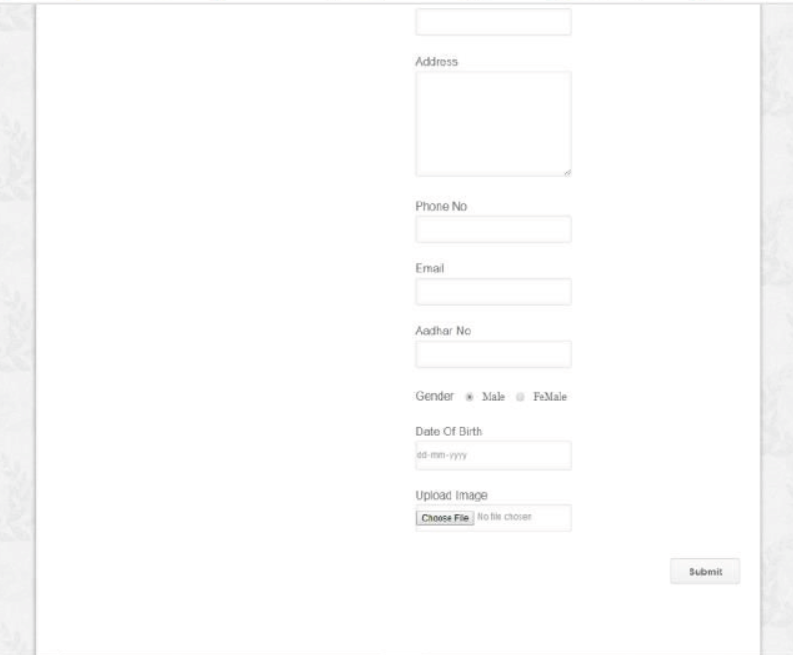 Address
Phone No
Email
Aadhar No
Gender Male FeMale
Date Of Birth
dd-mm-yyyy
Upload Image
Choose File No file chosen
Submit